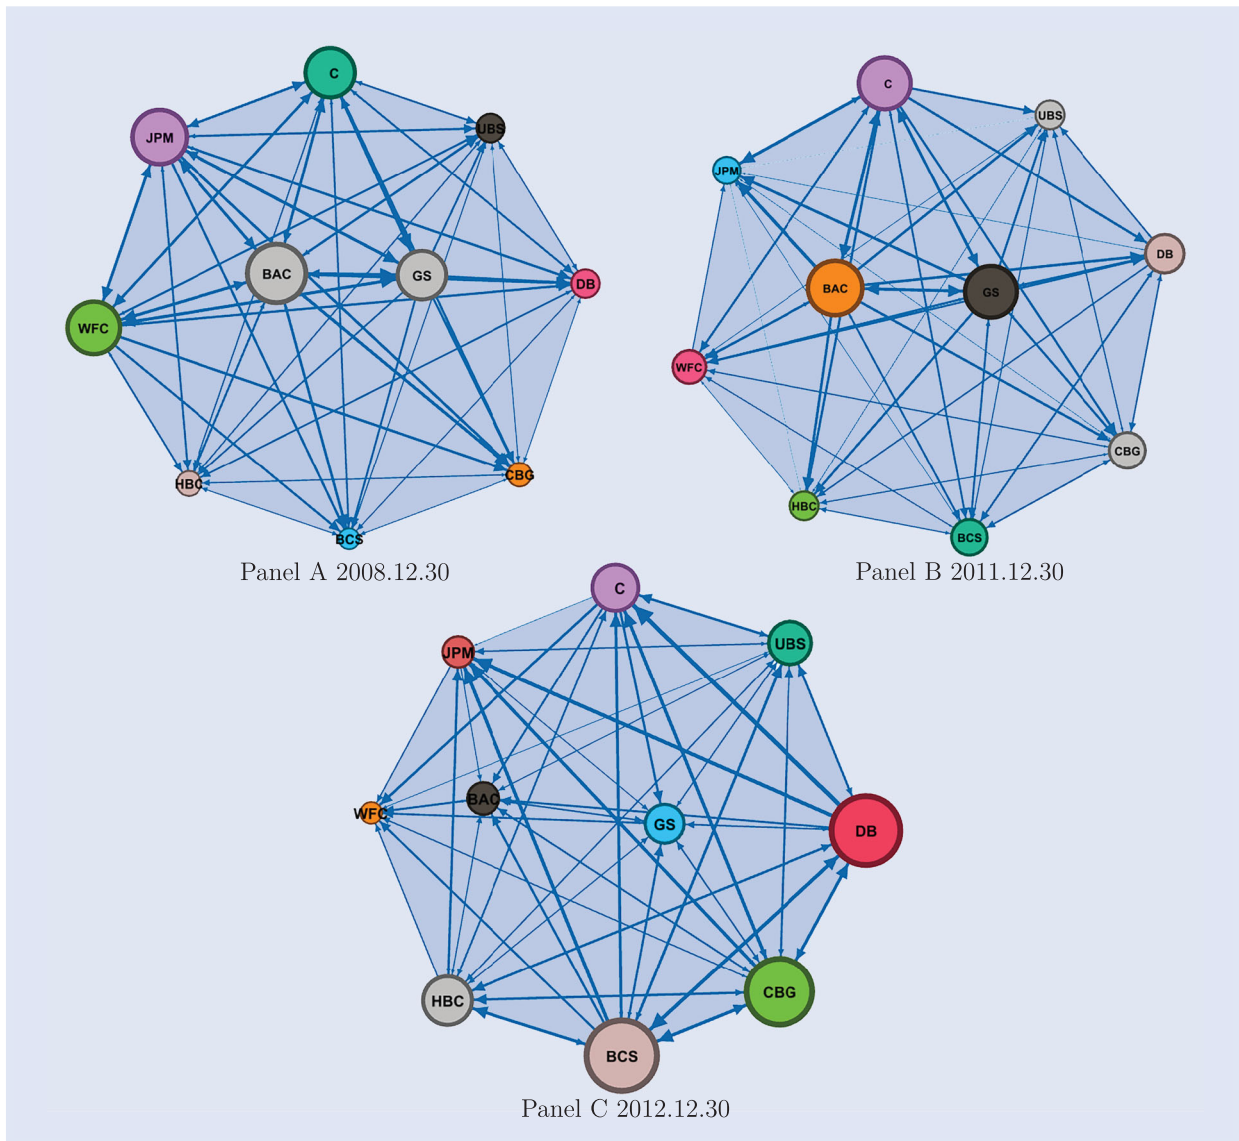 C
UBS
JPM
BAC
GS
DB
WFC
HBC
CBG
BCS
Panel A 2008.12.30
C
UBS
JPM
DB
BAC
GS
WFC
CBG
HBC
BCS
Panel B 2011.12.30
C
UBS
JPM
BAC
WFC
GS
DB
HBC
CBG
BCS
Panel C 2012.12.30